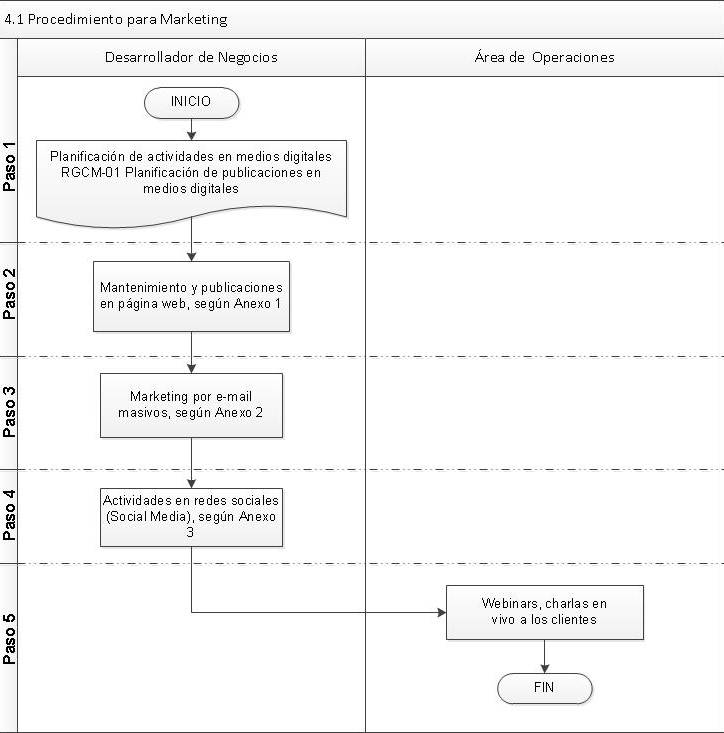 4.1 Procedimiento para Marketing
Desarrollador de Negocios
Área de Operaciones
Paso 1
INICIO
Planificación de actividades en medios digitales
RGCM-01 Planificación de publicaciones en
medios digitales
Paso 2
Mantenimiento y publicaciones
en página web, según Anexo 1
Paso 3
Marketing por e-mail
masivos, según Anexo 2
Paso 4
Actividades en redes sociales
(Social Media), según Anexo
3
Paso 5
Webinars, charlas en
vivo a los clientes
FIN